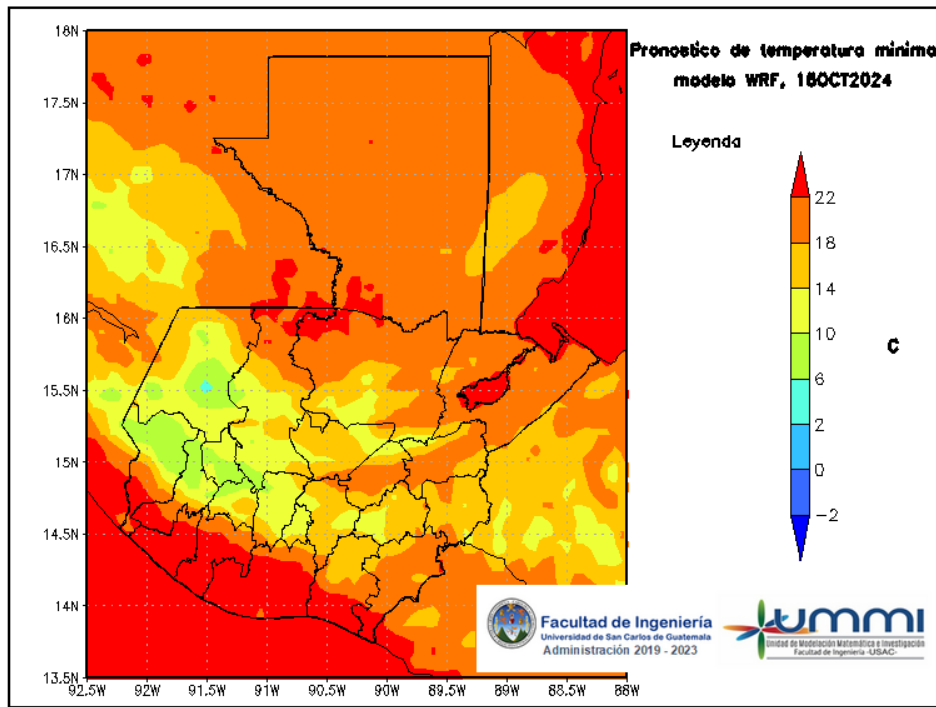 Pronostico de temperatura minima
modelo WRF, 16OCT2024
Leyenda
22
18
14
10
6
2
0
−2
C
18N
17.5N
17N
16.5N
16N
15.5N
15N
14.5N
14N
13.5N
92.5W 92W 91.5W 91W 90.5W 90W 89.5W 89W 88.5W 88W
Facultad de Ingeniería
Universidad de San Carlos de Guatemala
Administración 2019 - 2023
ummi
Unidad de Modelación Matemática e Investigación
Facultad de Ingeniería -USAC-